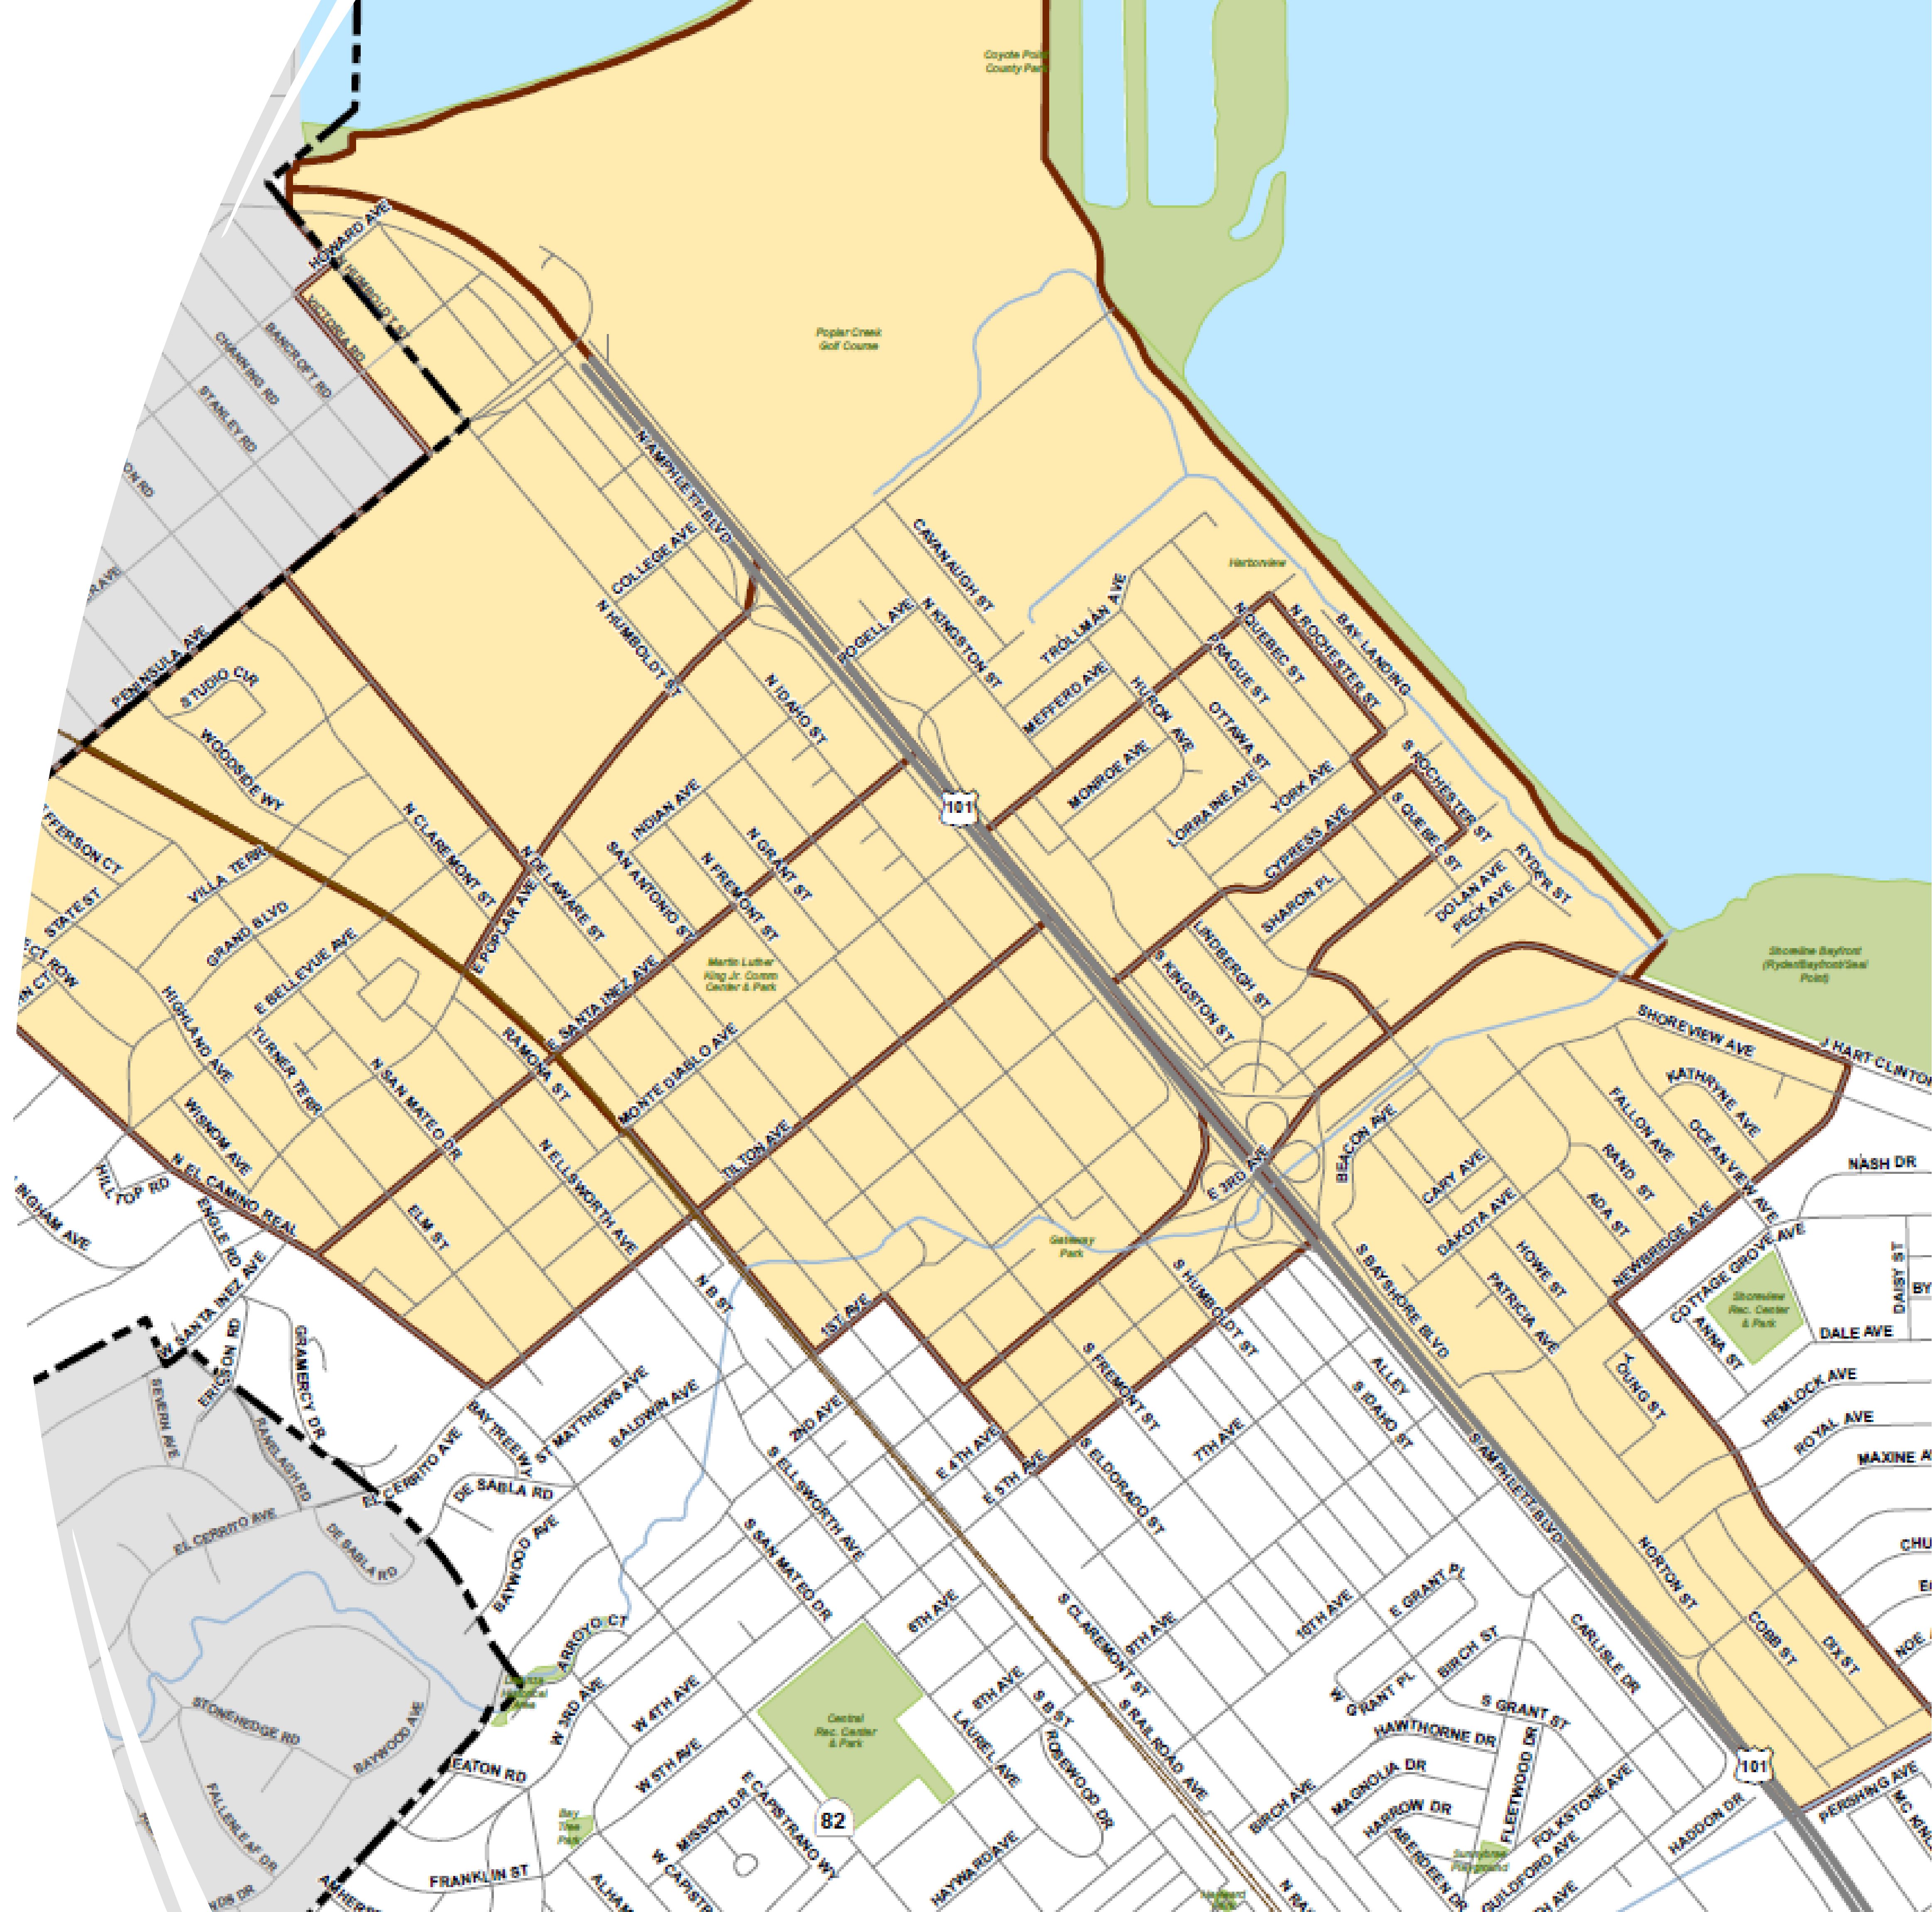 Coyote Point
County Park
HOWARD AVE
N HUMBOLDT ST
VICTORIA RD
BANCROFT RD
CHANNING RD
STANLEY RD
Poplar Creek
Golf Course
N AMPHLETT BLVD
COLLEGE AVE
CAVANAUGH ST
Harborview
N HUMBOLDT ST
POGELL AVE
N KINGSTON ST
TROLLMAN AVE
N QUEBEC ST
N ROCHESTER ST
BAY LANDING
PENINSULA AVE
STUDIO CIR
WOODSIDE WY
N IDAHO ST
MEFFERD AVE
HURON AVE
PRAGUE ST
OTTAWA ST
MONROE AVE
LORRAINE AVE
YORK AVE
S ROCHESTER ST
S QUEBEC ST
CYPRESS AVE
101
N CLAREMONT ST
INDIAN AVE
SAN ANTONIO ST
N FREMONT ST
N GRANT ST
N DELAWARE ST
E POPLAR AVE
VILLA TERR
GRAND BLVD
E BELLEVUE AVE
STATE ST
HIGHLAND AVE
TURNER TERR
SHARON PL
DOLAN AVE
PECK AVE
RYDER ST
LINDBERGH ST
S KINGSTON ST
Martin Luther
King Jr. Comm
Center & Park
E SANTA INEZ AVE
RAMONA ST
MONTE DIABLO AVE
TILTON AVE
Shoreline Bayfront
(Ryder/Bayfront/Seal
Point)
SHOREVIEW AVE
J HART CLINTON
KATHRYNE AVE
FALLON AVE
OCEAN VIEW AVE
N SAN MATEO DR
WISNOM AVE
N EL CAMINO REAL
HILLTOP RD
ENGLE RD
N ELLSWORTH AVE
ELM ST
BEACON AVE
E 3RD AVE
CARY AVE
DAKOTA AVE
RAND ST
ADA ST
HOWE ST
PATRICIA AVE
NEWBRIDGE AVE
NASH DR
COTTAGE GROVE AVE
DAISY ST
BY
Shoreview
Rec. Center
& Park
ANNA ST
DALE AVE
Gateway
Park
S HUMBOLDT ST
S BAYSHORE BLVD
W SANTA INEZ AVE
N B ST
1ST AVE
ERICSON RD
GRAMERCY DR
SEVERN AVE
RANELAGH RD
BAYTREE WY
ST MATTHEWS AVE
BALDWIN AVE
2ND AVE
S FREMONT ST
ALLEY
S IDAHO ST
YOUNG ST
HEMLOCK AVE
ROYAL AVE
EL CERRITO AVE
DE SABLA RD
S ELLSWORTH AVE
E 4TH AVE
E 5TH AVE
S ELDORADO ST
7TH AVE
S AMPHLETT BLVD
EL CERRITO AVE
DE SABLA RD
BAYWOOD AVE
S SAN MATEO DR
NORTON ST
COBB ST
DIX ST
ARROYO CT
6TH AVE
S CLAREMONT ST
9TH AVE
10TH AVE
E GRANT PL
BIRCH ST
CARLISLE DR
W GRANT PL
STONEHEDGE RD
BAYWOOD AVE
W 3RD AVE
W 4TH AVE
W 5TH AVE
Central
Rec. Center
& Park
8TH AVE
S B ST
LAUREL AVE
S RAILROAD AVE
HAWTHORNE DR
S GRANT ST
FLEETWOOD DR
EATON RD
FALLENLEAF DR
ROSEWOOD DR
MAGNOLIA DR
HARROW DR
BIRCH AVE
ABERDEEN DR
FOLKSTONE AVE
GUILDFORD AVE
HADDON DR
101
PERSHING AVE
E CAPISTRANO WY
MISSION DR
82
Bay
Tree
Park
FRANKLIN ST
HAYWARD AVE
Sunnybrae
Playground